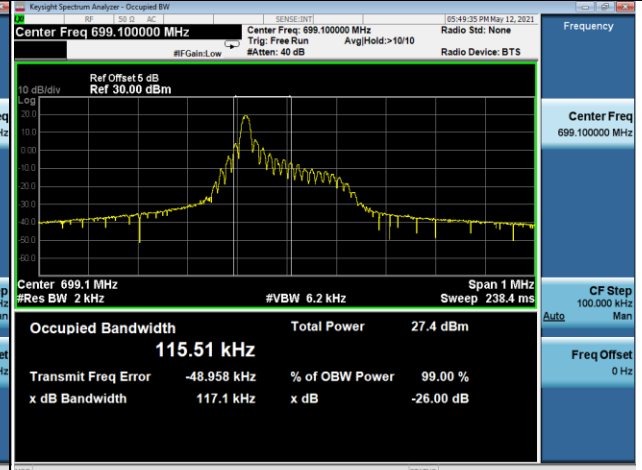 Keysight Spectrum Analyzer - Occupied BW
RF 50 Ω AC SENSE:INT 05:49:35 PM May 12, 2021
Center Freq 699.100000 MHz
Center Freq: 699.100000 MHz
Radio Std: None
Trig: Free Run Avg|Hold:>10/10
#IFGain:Low #Atten: 40 dB Radio Device: BTS
Frequency
Ref Offset 5 dB
10 dB/div Ref 30.00 dBm
Log
20.0
10.0
0.00
-10.0
-20.0
-30.0
-40.0
-50.0
-60.0
Center 699.1 MHz Span 1 MHz
#Res BW 2 kHz #VBW 6.2 kHz Sweep 238.4 ms
Occupied Bandwidth Total Power 27.4 dBm
115.51 kHz
Transmit Freq Error -48.958 kHz % of OBW Power 99.00 %
x dB Bandwidth 117.1 kHz x dB -26.00 dB
Center Freq
699.100000 MHz
CF Step
100.000 kHz
Auto Man
Freq Offset
0 Hz